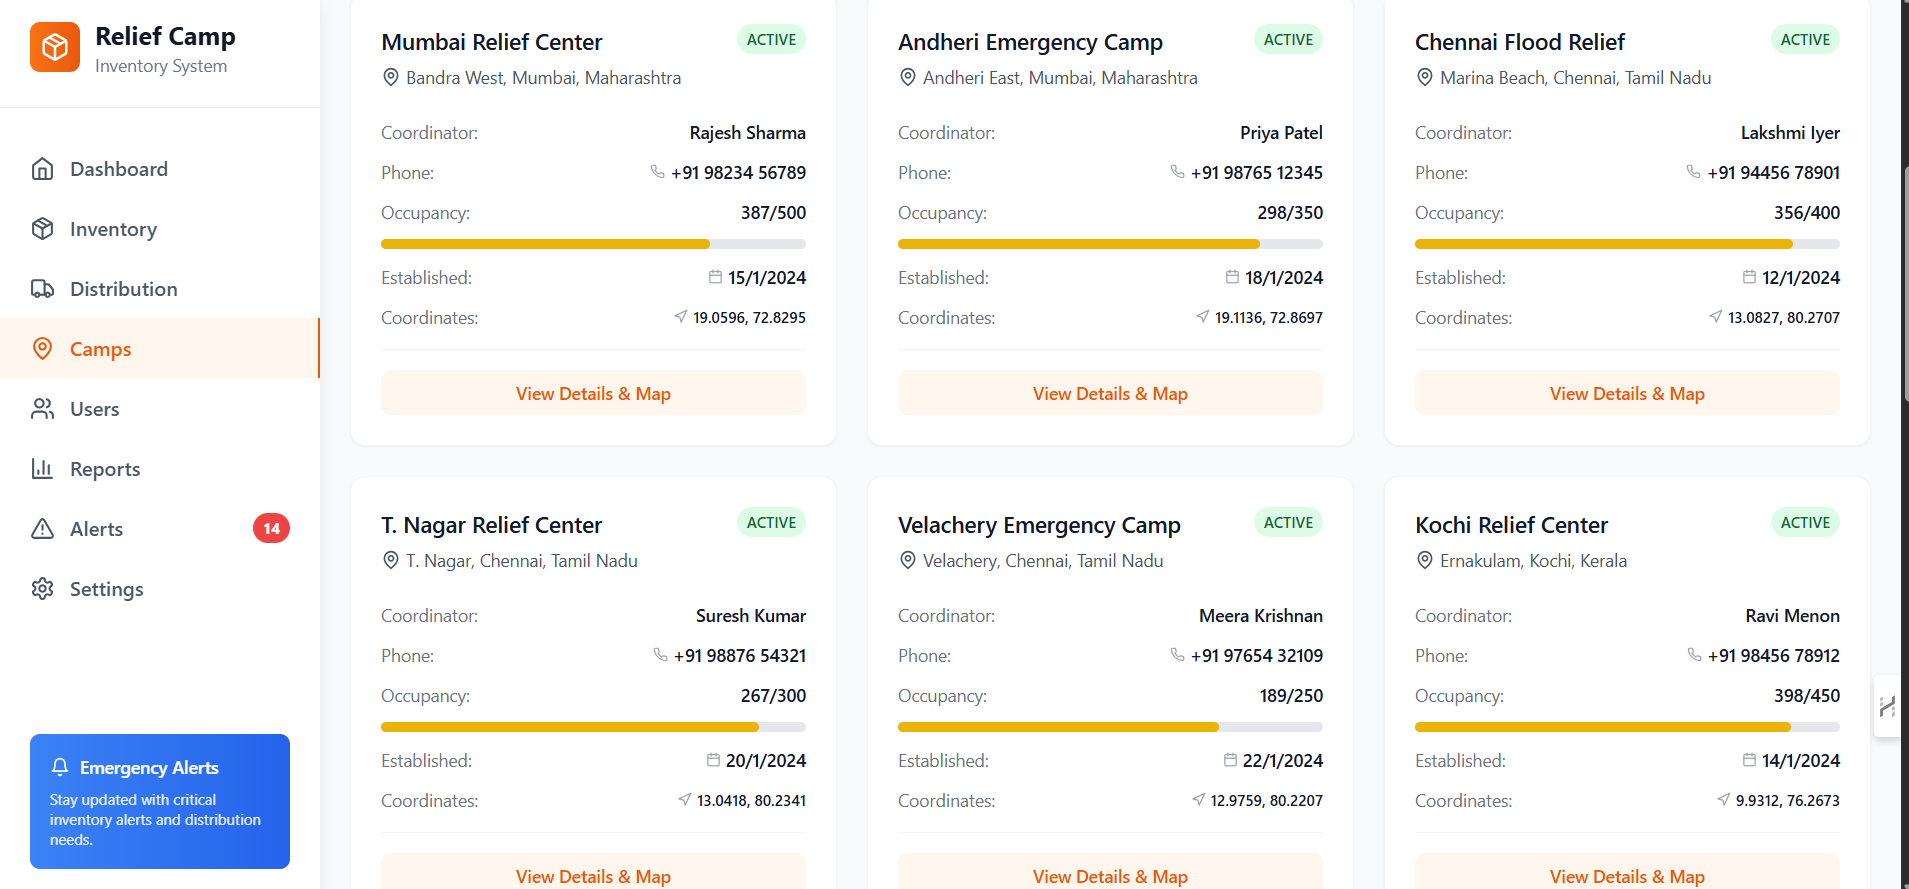 Relief Camp
Inventory System
Dashboard
Inventory
Distribution
Camps
Users
Reports
Alerts 14
Settings
Emergency Alerts
Stay updated with critical
inventory alerts and distribution
needs.
Mumbai Relief Center ACTIVE
Bandra West, Mumbai, Maharashtra
Coordinator: Rajesh Sharma
Phone: +91 98234 56789
Occupancy: 387/500
Established: 15/1/2024
Coordinates: 19.0596, 72.8295
View Details & Map
Andheri Emergency Camp ACTIVE
Andheri East, Mumbai, Maharashtra
Coordinator: Priya Patel
Phone: +91 98765 12345
Occupancy: 298/350
Established: 18/1/2024
Coordinates: 19.1136, 72.8697
View Details & Map
Chennai Flood Relief ACTIVE
Marina Beach, Chennai, Tamil Nadu
Coordinator: Lakshmi Iyer
Phone: +91 94456 78901
Occupancy: 356/400
Established: 12/1/2024
Coordinates: 13.0827, 80.2707
View Details & Map
T. Nagar Relief Center ACTIVE
T. Nagar, Chennai, Tamil Nadu
Coordinator: Suresh Kumar
Phone: +91 98876 54321
Occupancy: 267/300
Established: 20/1/2024
Coordinates: 13.0418, 80.2341
View Details & Map
Velachery Emergency Camp ACTIVE
Velachery, Chennai, Tamil Nadu
Coordinator: Meera Krishnan
Phone: +91 97654 32109
Occupancy: 189/250
Established: 22/1/2024
Coordinates: 12.9759, 80.2207
View Details & Map
Kochi Relief Center ACTIVE
Ernakulam, Kochi, Kerala
Coordinator: Ravi Menon
Phone: +91 98456 78912
Occupancy: 398/450
Established: 14/1/2024
Coordinates: 9.9312, 76.2673
View Details & Map